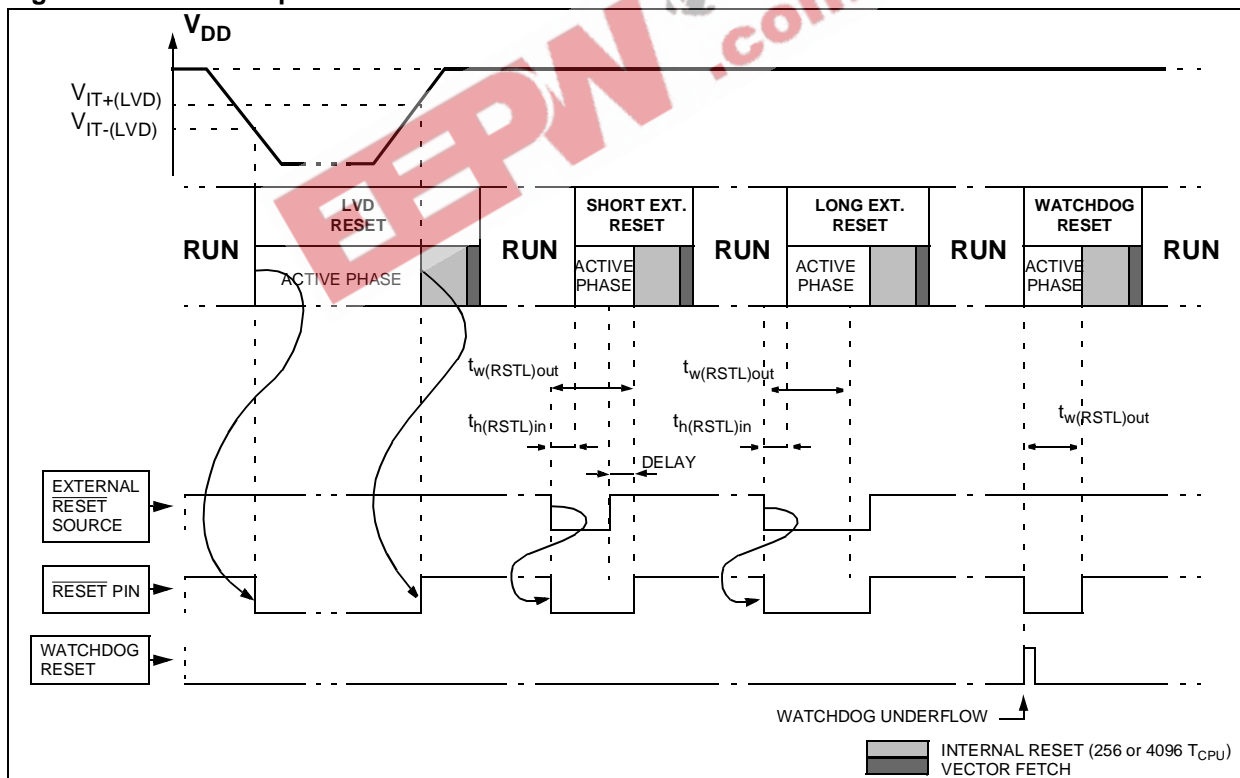 V_DD
V_IT+(LVD)
V_IT-(LVD)
EEPW .com
LVD
RESET
SHORT EXT.
RESET
LONG EXT.
RESET
WATCHDOG
RESET
RUN
RUN
RUN
RUN
RUN
ACTIVE PHASE
ACTIVE
PHASE
ACTIVE
PHASE
ACTIVE
PHASE
t_w(RSTL)out
t_w(RSTL)out
t_w(RSTL)out
t_h(RSTL)in
t_h(RSTL)in
DELAY
EXTERNAL
RESET
SOURCE
RESET PIN
WATCHDOG
RESET
WATCHDOG UNDERFLOW
INTERNAL RESET (256 or 4096 T_CPU)
VECTOR FETCH